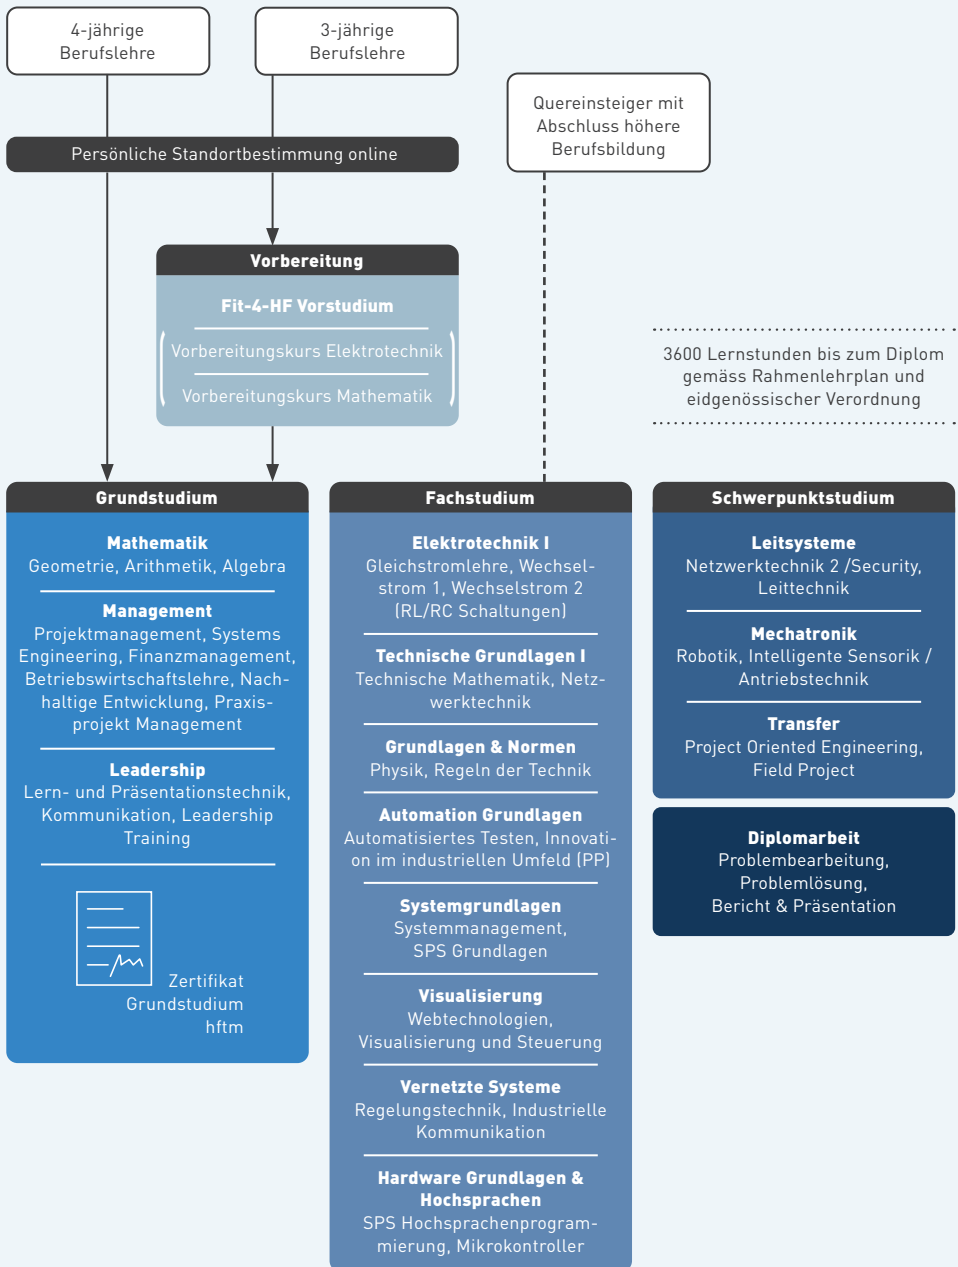 4-jährige
Berufslehre
3-jährige
Berufslehre
Quereinsteiger mit
Abschluss höhere
Berufsbildung
Persönliche Standortbestimmung online
Vorbereitung
Fit-4-HF Vorstudium
Vorbereitungskurs Elektrotechnik
Vorbereitungskurs Mathematik
3600 Lernstunden bis zum Diplom
gemäss Rahmenlehrplan und
eidgenössischer Verordnung
Grundstudium
Mathematik
Geometrie, Arithmetik, Algebra
Management
Projektmanagement, Systems
Engineering, Finanzmanagement,
Betriebswirtschaftslehre, Nach-
haltige Entwicklung, Praxis-
projekt Management
Leadership
Lern- und Präsentationstechnik,
Kommunikation, Leadership
Training
Zertifikat
Grundstudium
hftm
Fachstudium
Elektrotechnik I
Gleichstromlehre, Wechsel-
strom 1, Wechselstrom 2
(RL/RC Schaltungen)
Technische Grundlagen I
Technische Mathematik, Netz-
werktechnik
Grundlagen & Normen
Physik, Regeln der Technik
Automation Grundlagen
Automatisiertes Testen, Innovati-
on im industriellen Umfeld (PP)
Systemgrundlagen
Systemmanagement,
SPS Grundlagen
Visualisierung
Webtechnologien,
Visualisierung und Steuerung
Vernetzte Systeme
Regelungstechnik, Industrielle
Kommunikation
Hardware Grundlagen &
Hochsprachen
SPS Hochsprachenprogram-
mierung, Mikrokontroller
Schwerpunktstudium
Leitsysteme
Netzwerktechnik 2 /Security,
Leittechnik
Mechatronik
Robotik, Intelligente Sensorik /
Antriebstechnik
Transfer
Project Oriented Engineering,
Field Project
Diplomarbeit
Problembearbeitung,
Problemlösung,
Bericht & Präsentation